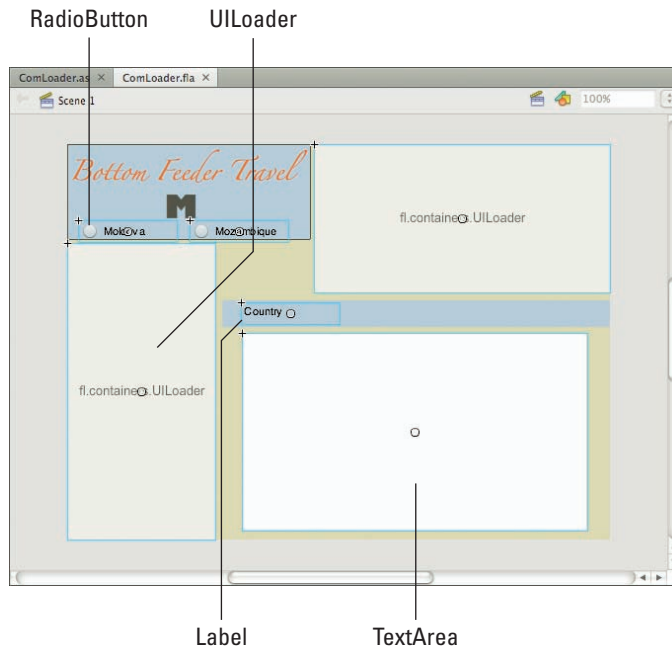 RadioButton UILoader
ComLoader.as × ComLoader.fla ×
Scene 1 100%
Bottom Feeder Travel
M
Moldova Mozambique
fl.containers.UILoader
Country
fl.containers.UILoader
Label TextArea